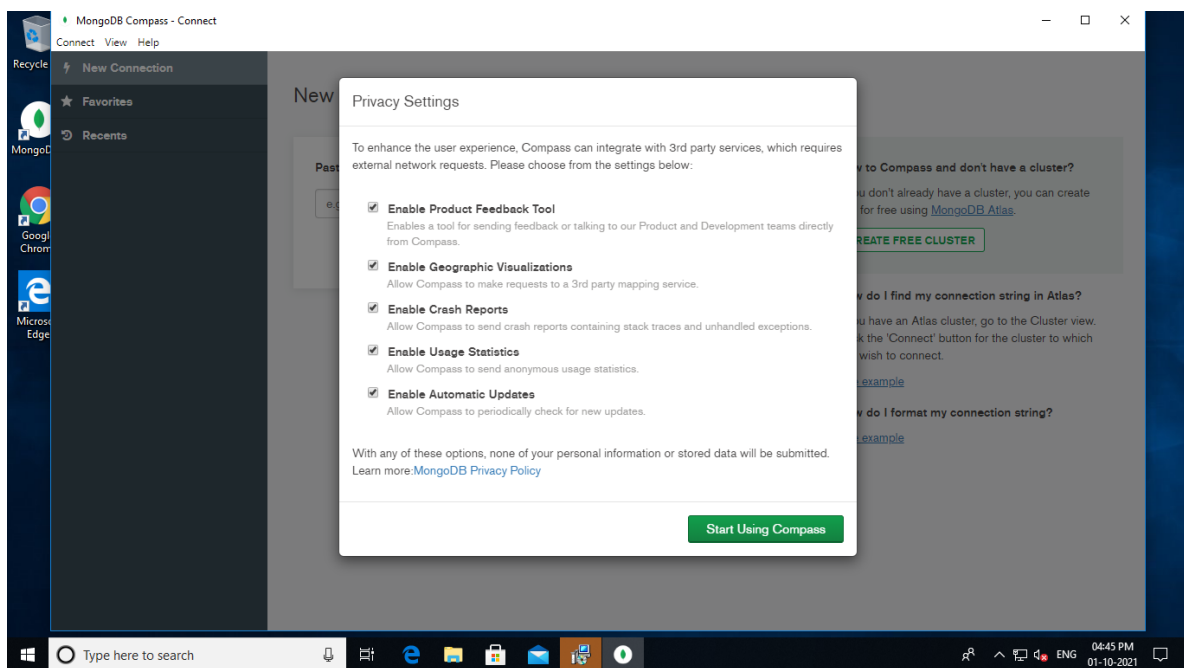 MongoDB Compass - Connect
Connect View Help
Recycle
New Connection
Favorites
Recents
MongoD
Googl
Chrom
Micros
Edge
New
Past
e.g
Privacy Settings
To enhance the user experience, Compass can integrate with 3rd party services, which requires
external network requests. Please choose from the settings below:
Enable Product Feedback Tool
Enables a tool for sending feedback or talking to our Product and Development teams directly
from Compass.
Enable Geographic Visualizations
Allow Compass to make requests to a 3rd party mapping service.
Enable Crash Reports
Allow Compass to send crash reports containing stack traces and unhandled exceptions.
Enable Usage Statistics
Allow Compass to send anonymous usage statistics.
Enable Automatic Updates
Allow Compass to periodically check for new updates.
With any of these options, none of your personal information or stored data will be submitted.
Learn more:MongoDB Privacy Policy
Start Using Compass
w to Compass and don't have a cluster?
u don't already have a cluster, you can create
for free using MongoDB Atlas.
REATE FREE CLUSTER
w do I find my connection string in Atlas?
u have an Atlas cluster, go to the Cluster view.
k the 'Connect' button for the cluster to which
wish to connect.
example
w do I format my connection string?
example
Type here to search
ENG
04:45 PM
01-10-2021